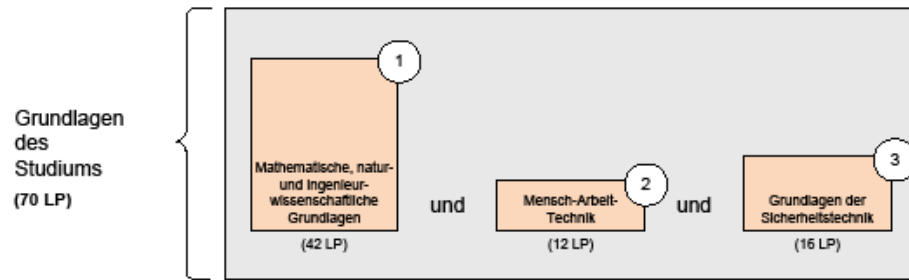 Grundlagen
des
Studiums
(70 LP)
1
Mathematische, natur-
und Ingenieur-
wissenschaftliche
Grundlagen
(42 LP)
und
2
Mensch-Arbeit-
Technik
(12 LP)
und
3
Grundlagen der
Sicherheitstechnik
(16 LP)